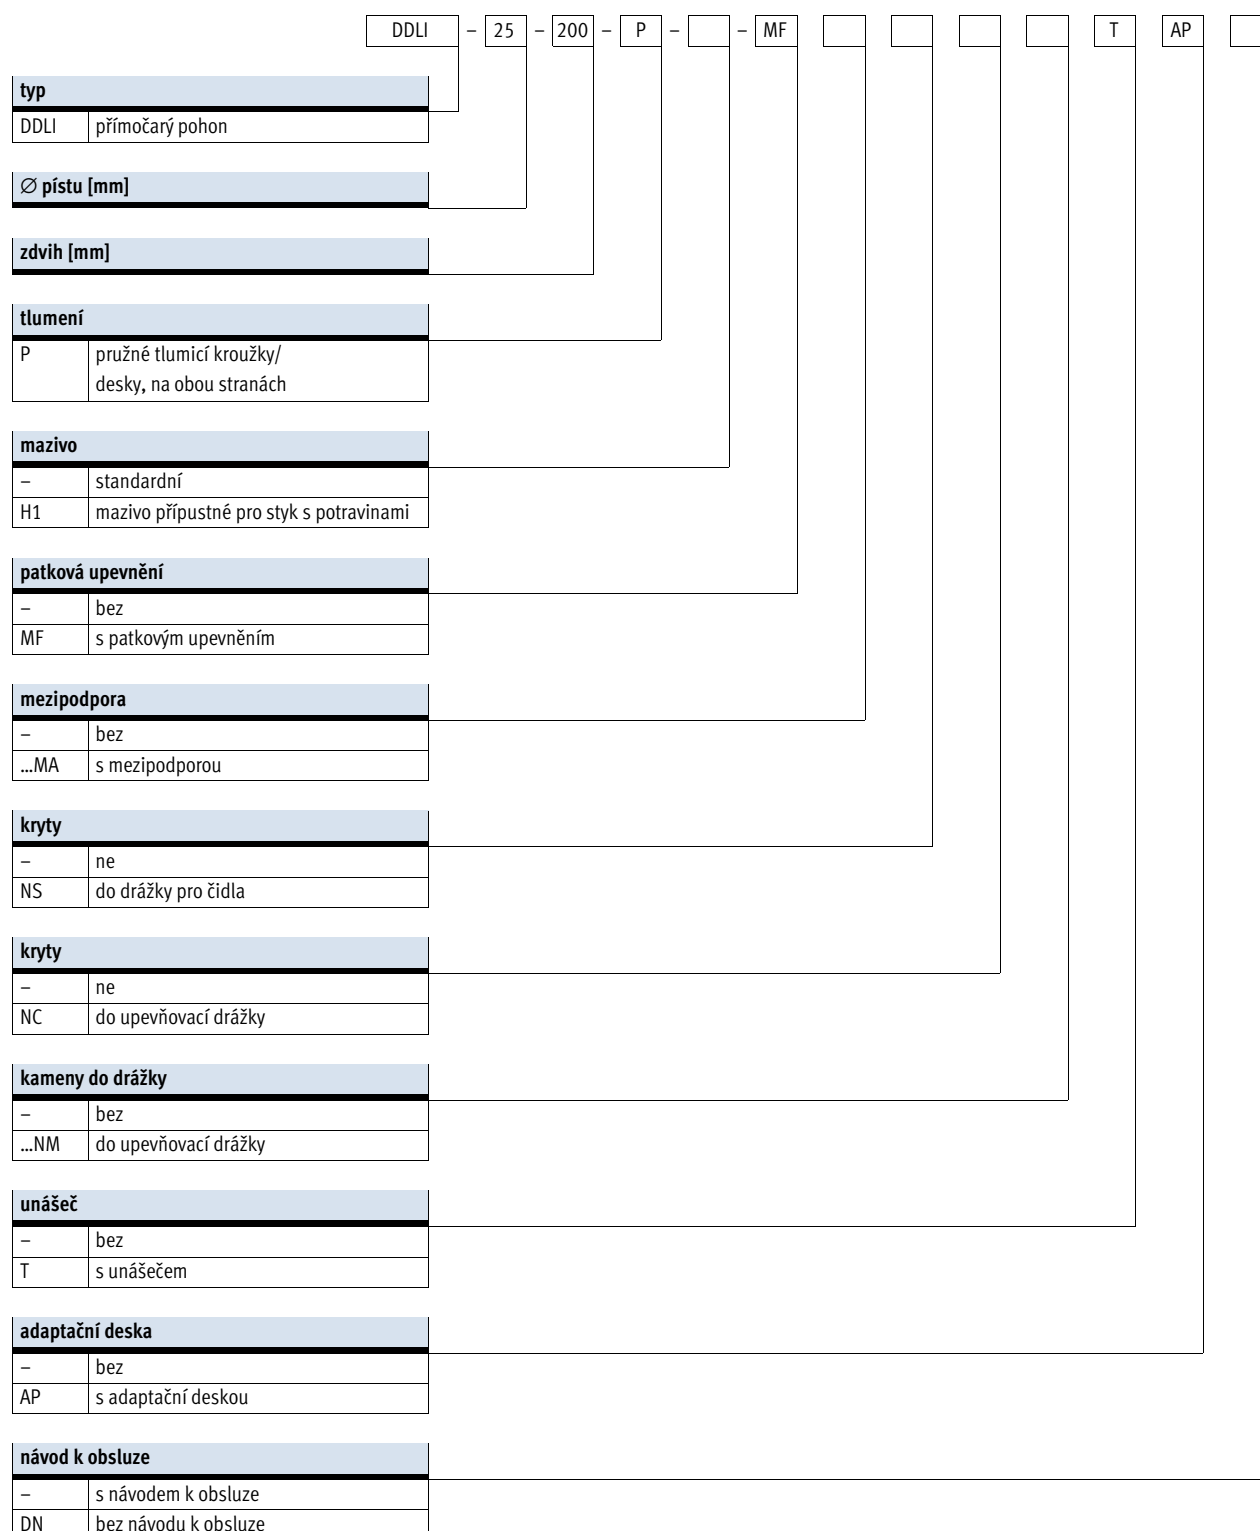 DDLI – 25 – 200 – P – – MF T AP
typ
DDLI přímočarý pohon
∅ pístu [mm]
zdvih [mm]
tlumení
P pružné tlumicí kroužky/
desky, na obou stranách
mazivo
– standardní
H1 mazivo přípustné pro styk s potravinami
patková upevnění
– bez
MF s patkovým upevněním
mezipodpora
– bez
...MA s mezipodporou
kryty
– ne
NS do drážky pro čidla
kryty
– ne
NC do upevňovací drážky
kameny do drážky
– bez
...NM do upevňovací drážky
unášeč
– bez
T s unášečem
adaptační deska
– bez
AP s adaptační deskou
návod k obsluze
– s návodem k obsluze
DN bez návodu k obsluze